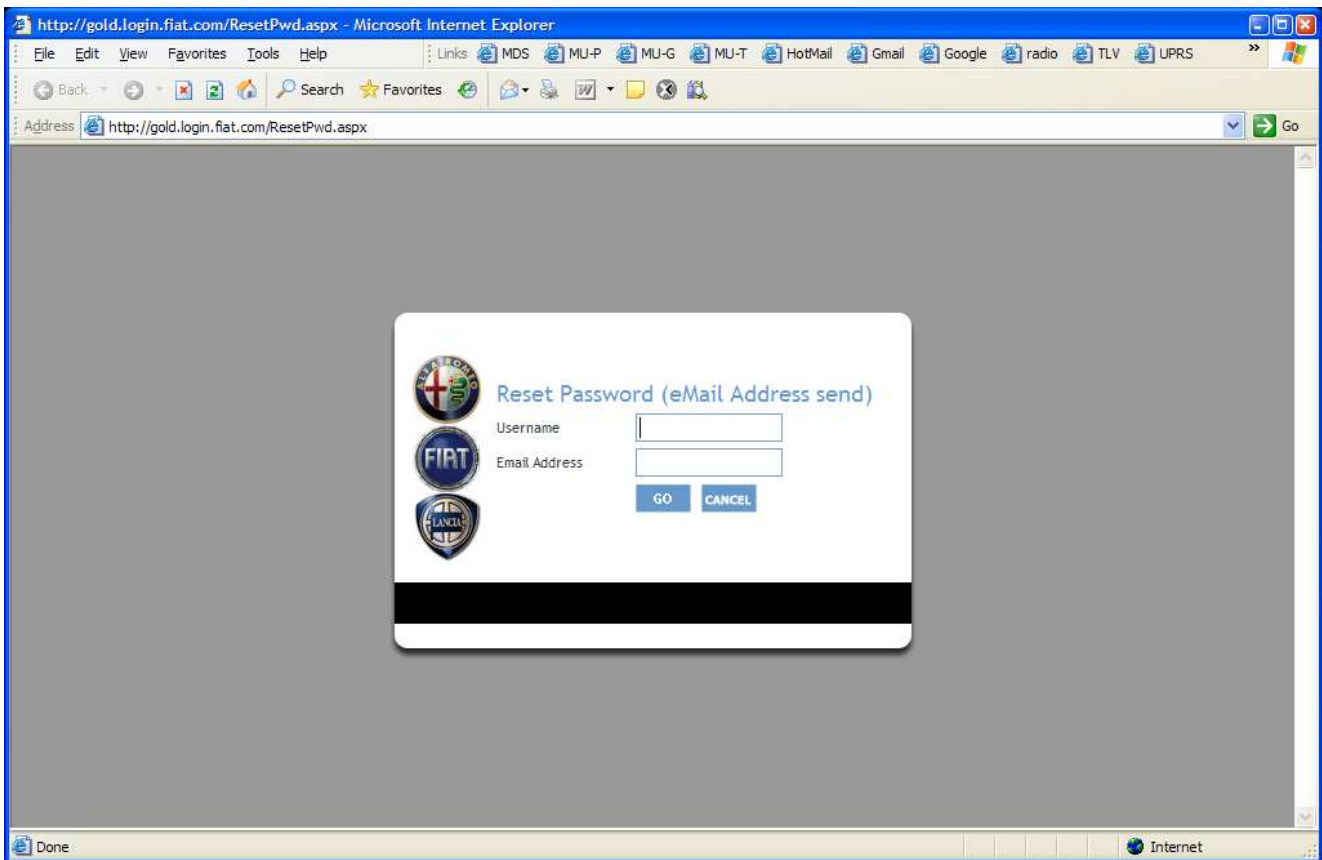 http://gold.login.fiat.com/ResetPwd.aspx - Microsoft Internet Explorer
File Edit View Favorites Tools Help Links MDS MU-P MU-G MU-T HotMail Gmail Google radio TLV UPRS »
Back Search Favorites
Address http://gold.login.fiat.com/ResetPwd.aspx Go
ALFA ROMEO
Reset Password (eMail Address send)
Username
FIAT
Email Address
GO CANCEL
LANCIA
Done Internet